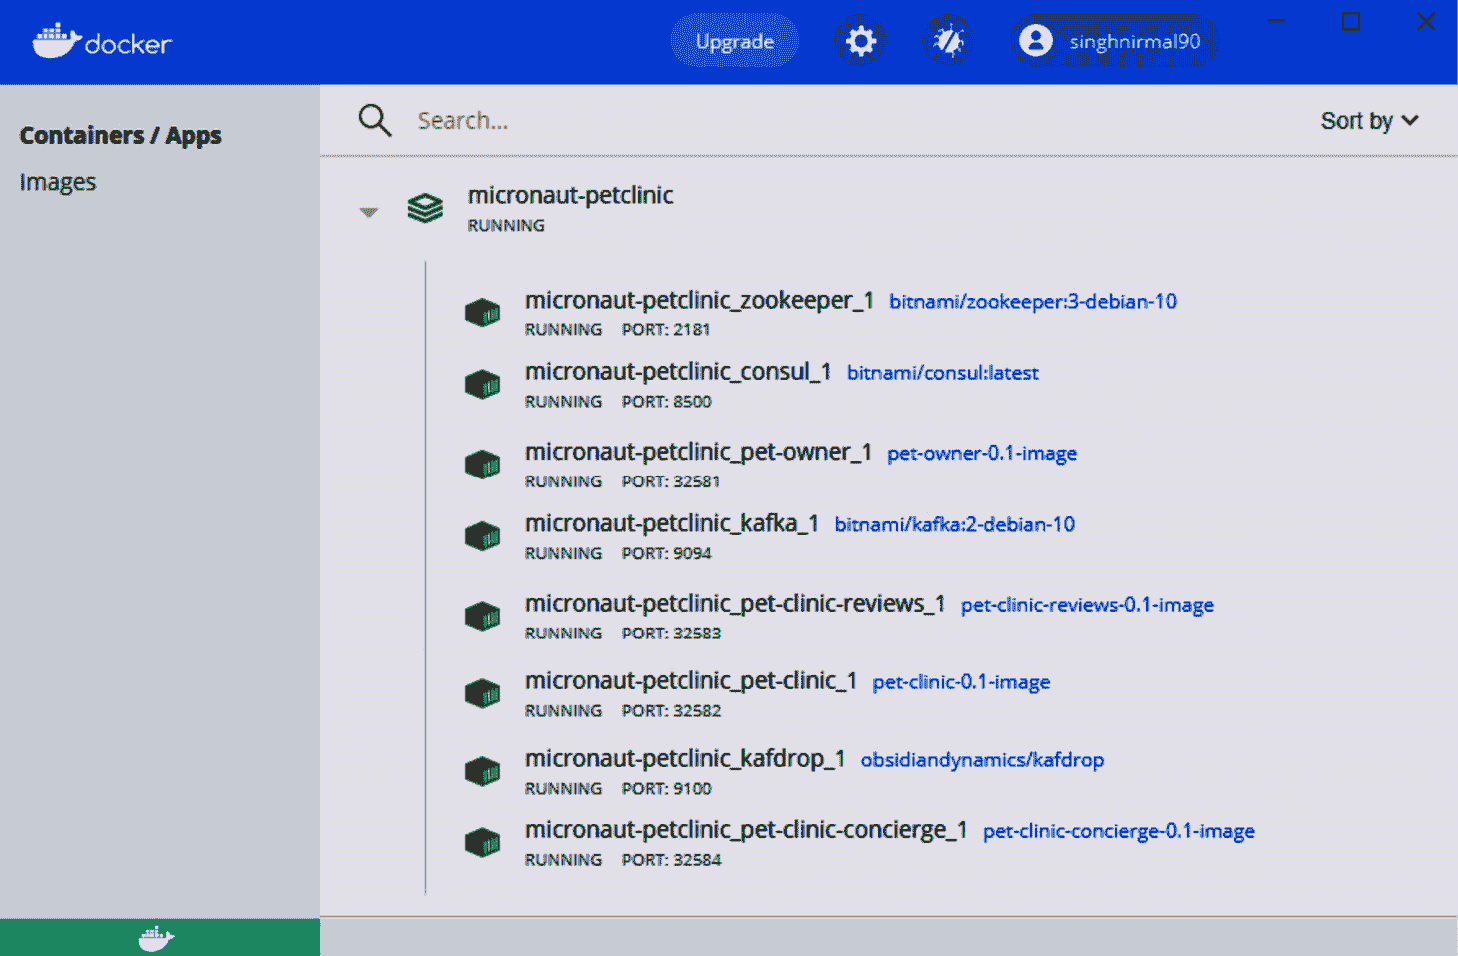 docker
Upgrade
singhnirmal90
Containers / Apps
Images
Search...
Sort by
micronaut-petclinic
RUNNING
micronaut-petclinic_zookeeper_1 bitnami/zookeeper:3-debian-10
RUNNING PORT: 2181
micronaut-petclinic_consul_1 bitnami/consul:latest
RUNNING PORT: 8500
micronaut-petclinic_pet-owner_1 pet-owner-0.1-image
RUNNING PORT: 32581
micronaut-petclinic_kafka_1 bitnami/kafka:2-debian-10
RUNNING PORT: 9094
micronaut-petclinic_pet-clinic-reviews_1 pet-clinic-reviews-0.1-image
RUNNING PORT: 32583
micronaut-petclinic_pet-clinic_1 pet-clinic-0.1-image
RUNNING PORT: 32582
micronaut-petclinic_kafdrop_1 obsidiandynamics/kafdrop
RUNNING PORT: 9100
micronaut-petclinic_pet-clinic-concierge_1 pet-clinic-concierge-0.1-image
RUNNING PORT: 32584